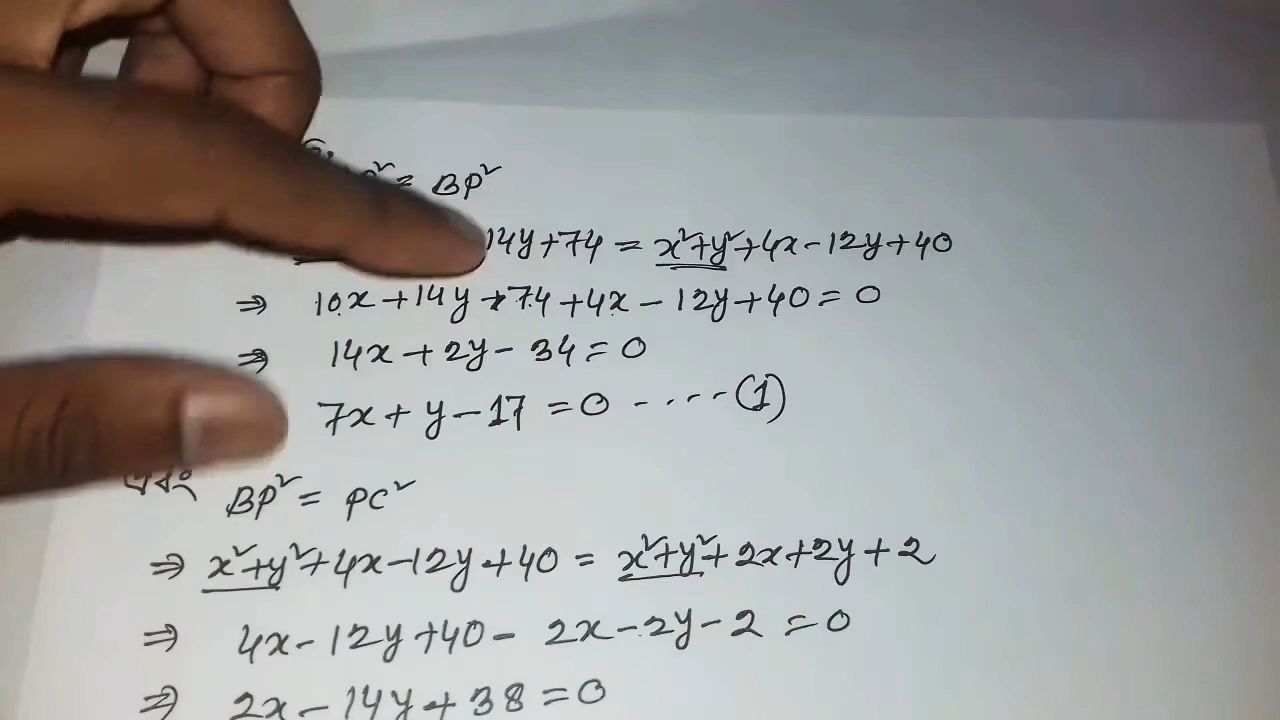 ² = BP²
14y+74 = x²+y²+4x-12y+40
⇒ 10x+14y+74+4x-12y+40=0
⇒ 14x+2y-34=0
7x+y-17=0 ----(1)
এবং BP² = PC²
⇒ x²+y²+4x-12y+40 = x²+y²+2x+2y+2
⇒ 4x-12y+40-2x-2y-2=0
⇒ 2x-14y+38=0